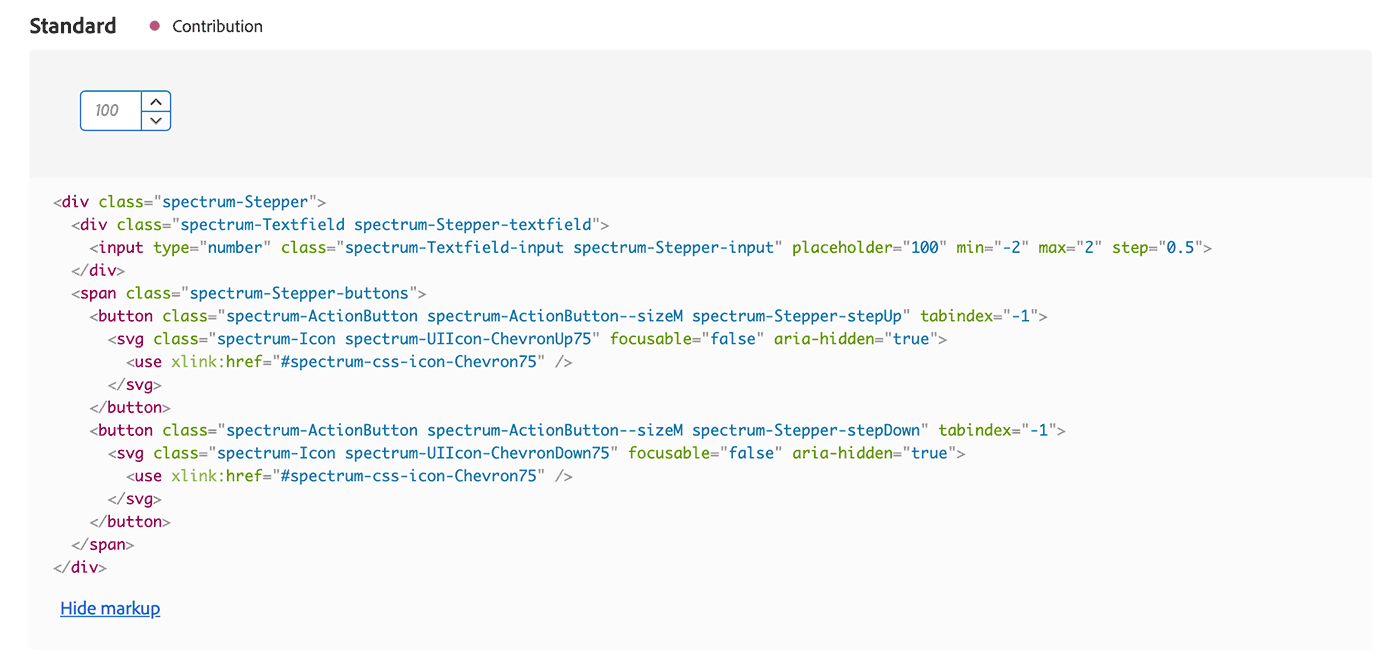 Standard
Contribution
100
<div class="spectrum-Stepper">
  <div class="spectrum-Textfield spectrum-Stepper-textfield">
    <input type="number" class="spectrum-Textfield-input spectrum-Stepper-input" placeholder="100" min="-2" max="2" step="0.5">
  </div>
  <span class="spectrum-Stepper-buttons">
    <button class="spectrum-ActionButton spectrum-ActionButton--sizeM spectrum-Stepper-stepUp" tabindex="-1">
      <svg class="spectrum-Icon spectrum-UIIcon-ChevronUp75" focusable="false" aria-hidden="true">
        <use xlink:href="#spectrum-css-icon-Chevron75" />
      </svg>
    </button>
    <button class="spectrum-ActionButton spectrum-ActionButton--sizeM spectrum-Stepper-stepDown" tabindex="-1">
      <svg class="spectrum-Icon spectrum-UIIcon-ChevronDown75" focusable="false" aria-hidden="true">
        <use xlink:href="#spectrum-css-icon-Chevron75" />
      </svg>
    </button>
  </span>
</div>
Hide markup